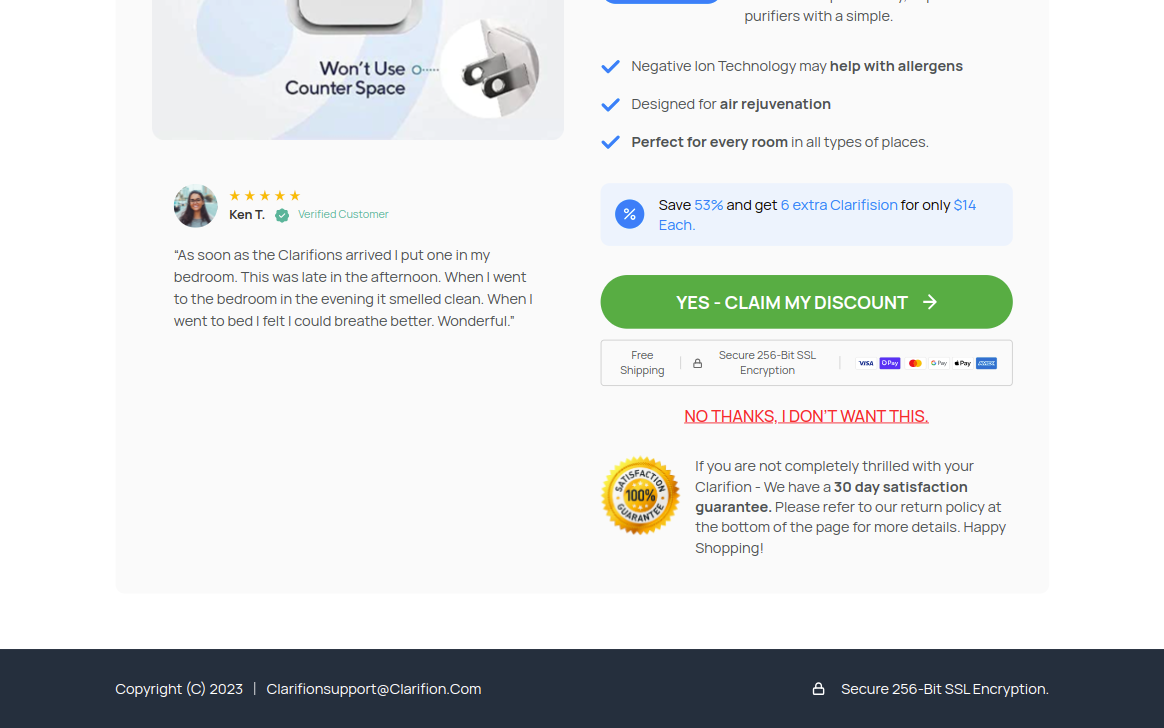 Won't Use
Counter Space
Ken T. Verified Customer
“As soon as the Clarifions arrived I put one in my
bedroom. This was late in the afternoon. When I went
to the bedroom in the evening it smelled clean. When I
went to bed I felt I could breathe better. Wonderful.”
purifiers with a simple.
Negative Ion Technology may help with allergens
Designed for air rejuvenation
Perfect for every room in all types of places.
% Save 53% and get 6 extra Clarifision for only $14
Each.
YES - CLAIM MY DISCOUNT
Free
Shipping
Secure 256-Bit SSL
Encryption
VISA Pay G Pay Pay
NO THANKS, I DON'T WANT THIS.
SATISFACTION
100%
GUARANTEE
If you are not completely thrilled with your
Clarifion - We have a 30 day satisfaction
guarantee. Please refer to our return policy at
the bottom of the page for more details. Happy
Shopping!
Copyright (C) 2023 | Clarifionsupport@Clarifion.Com
Secure 256-Bit SSL Encryption.